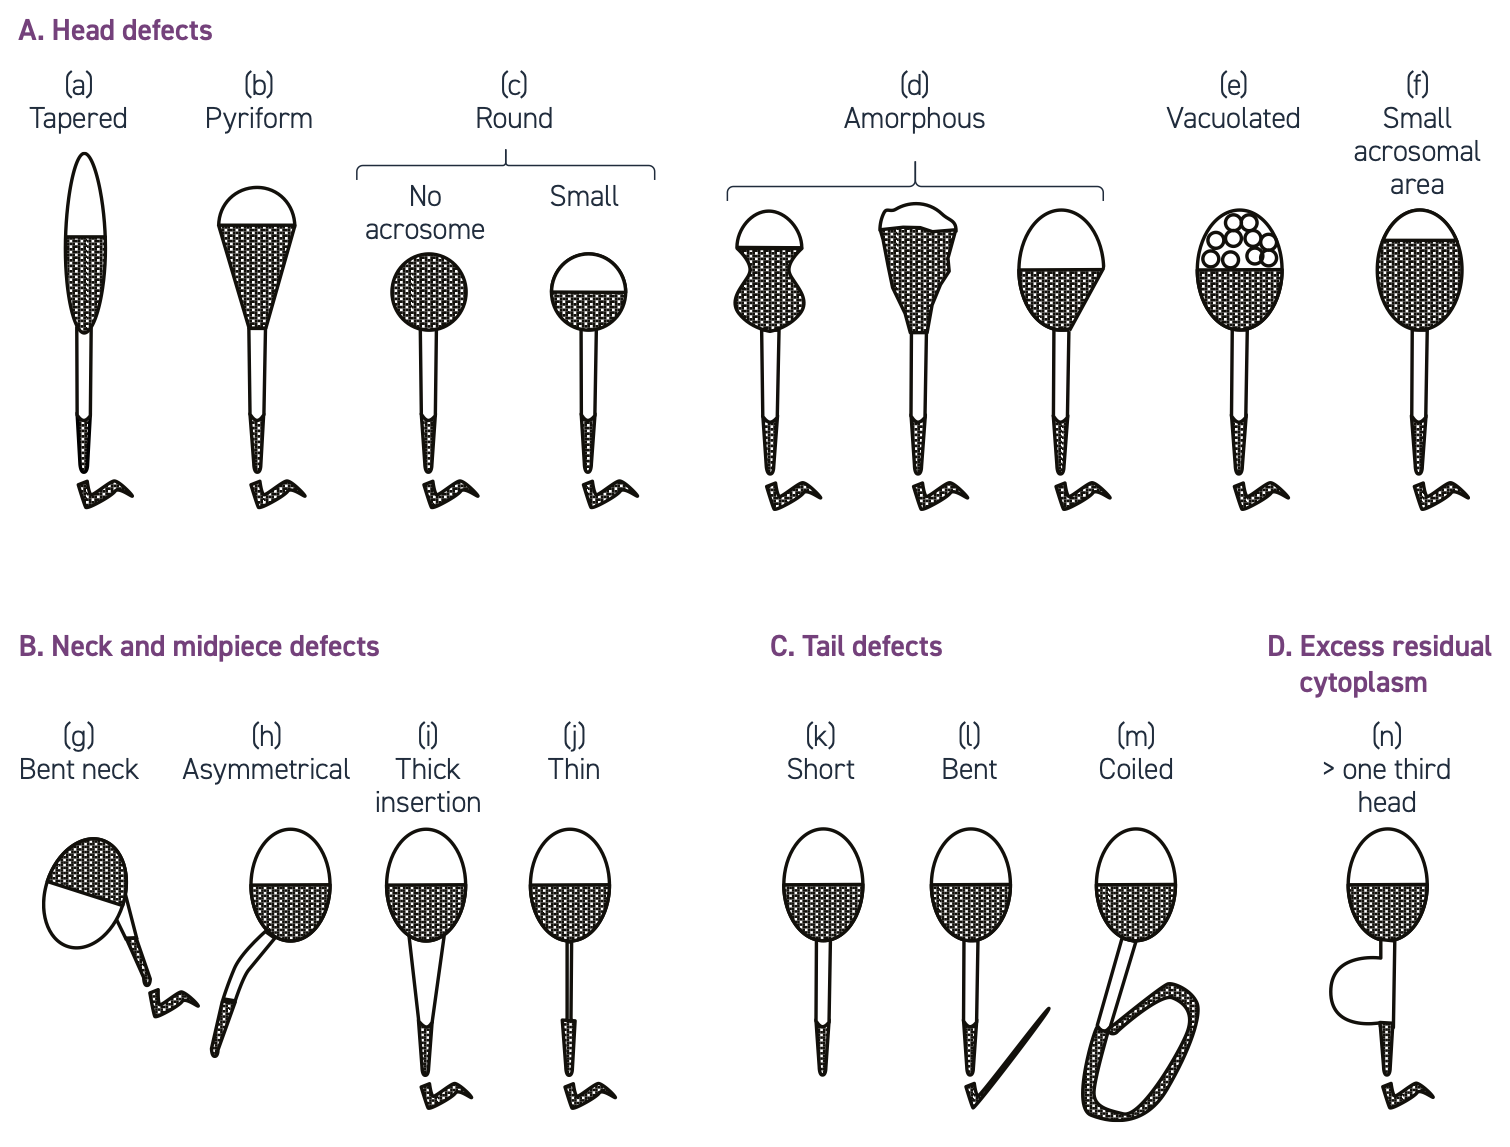 A. Head defects
(a)
Tapered
(b)
Pyriform
(c)
Round
No
acrosome
Small
(d)
Amorphous
(e)
Vacuolated
(f)
Small
acrosomal
area
B. Neck and midpiece defects
(g)
Bent neck
(h)
Asymmetrical
(i)
Thick
insertion
(j)
Thin
C. Tail defects
(k)
Short
(l)
Bent
(m)
Coiled
D. Excess residual
cytoplasm
(n)
> one third
head